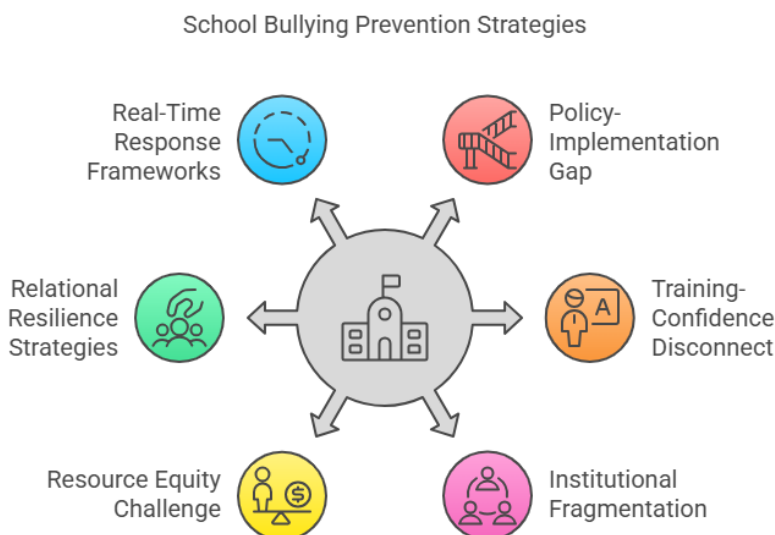 School Bullying Prevention Strategies
Real-Time
Response
Frameworks
Policy-
Implementation
Gap
Relational
Resilience
Strategies
Training-
Confidence
Disconnect
A
Resource Equity
Challenge
$
Institutional
Fragmentation